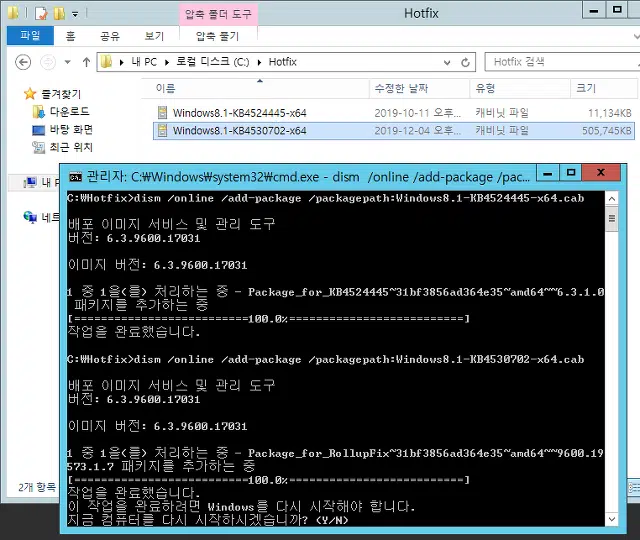 압축 폴더 도구
Hotfix
파일 홈 공유 보기 압축 풀기
내 PC 로컬 디스크 (C:) Hotfix
Hotfix 검색
즐겨찾기
다운로드
바탕 화면
최근 위치
내 P
네트
이름 수정한 날짜 유형 크기
Windows8.1-KB4524445-x64 2019-10-11 오후... 캐비닛 파일 11,134KB
Windows8.1-KB4530702-x64 2019-12-04 오후... 캐비닛 파일 505,745KB
2개 항목
관리자: C:₩Windows₩system32₩cmd.exe - dism /online /add-package /pac...
C:₩Hotfix>dism /online /add-package /packagepath:Windows8.1-KB4524445-x64.cab
배포 이미지 서비스 및 관리 도구
버전: 6.3.9600.17031
이미지 버전: 6.3.9600.17031
1 중 1을(를) 처리하는 중 - Package_for_KB4524445~31bf3856ad364e35~amd64~~6.3.1.0
패키지를 추가하는 중
[==========================100.0%==========================]
작업을 완료했습니다.
C:₩Hotfix>dism /online /add-package /packagepath:Windows8.1-KB4530702-x64.cab
배포 이미지 서비스 및 관리 도구
버전: 6.3.9600.17031
이미지 버전: 6.3.9600.17031
1 중 1을(를) 처리하는 중 - Package_for_RollupFix~31bf3856ad364e35~amd64~~9600.19
573.1.7 패키지를 추가하는 중
[==========================100.0%==========================]
작업을 완료했습니다.
이 작업을 완료하려면 Windows를 다시 시작해야 합니다.
지금 컴퓨터를 다시 시작하시겠습니까? (Y/N)